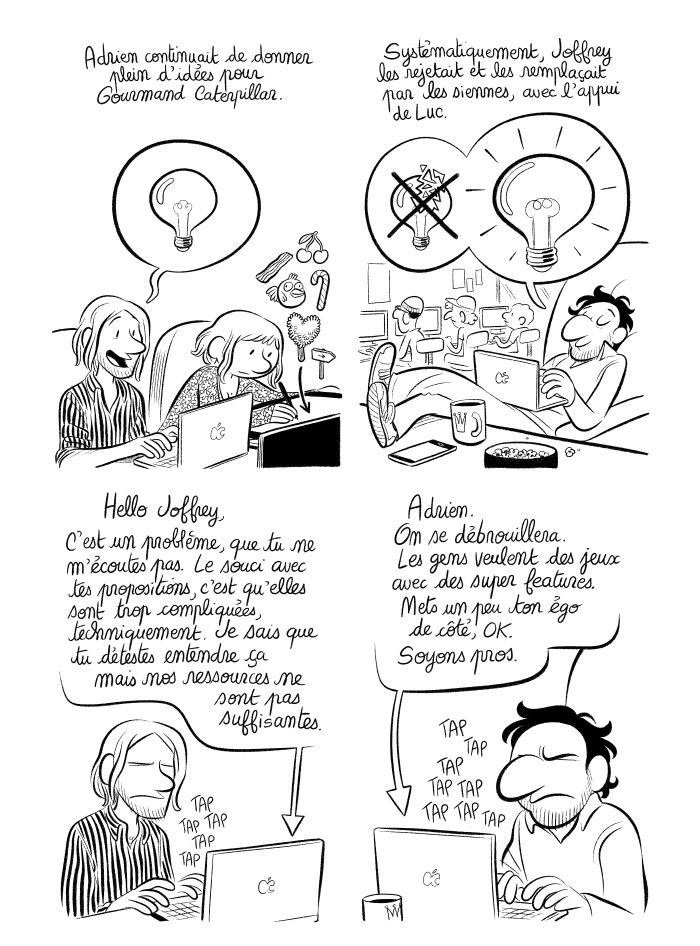 Adrien continuait de donner
plein d'idées pour
Gourmand Caterpillar.
Systématiquement, Joffrey
les rejetait et les remplaçait
par les siennes, avec l'appui
de Luc.
Hello Joffrey,
C'est un problème, que tu ne
m'écoutes pas. Le souci avec
tes propositions, c'est qu'elles
sont trop compliquées,
techniquement. Je sais que
tu détestes entendre ça
mais nos ressources ne
sont pas
suffisantes.
TAP
TAP TAP
TAP
TAP
Adrien.
On se débrouillera.
Les gens veulent des jeux
avec des super features.
Mets un peu ton égo
de côté, OK.
Soyons pros.
TAP
TAP
TAP
TAP TAP
TAP TAP TAP